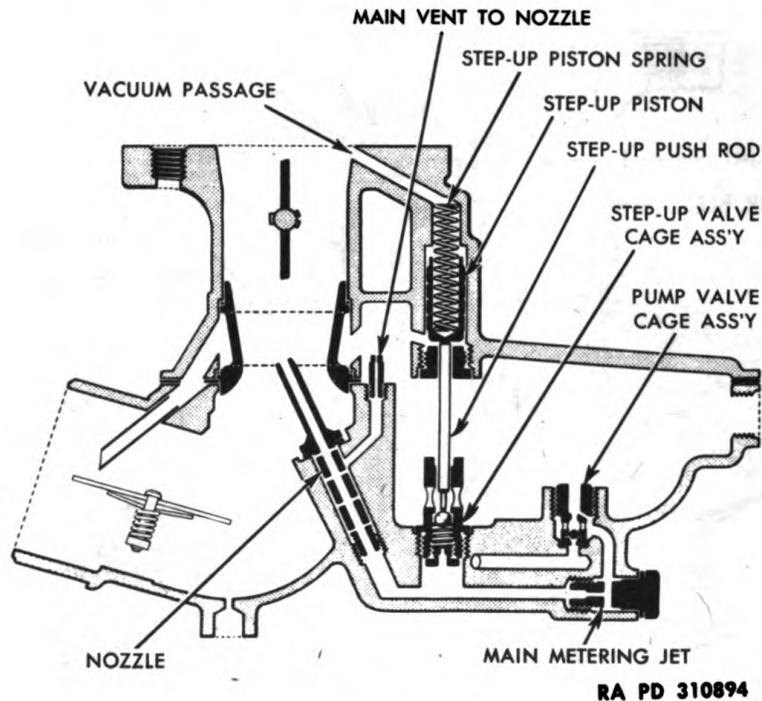 MAIN VENT TO NOZZLE
STEP-UP PISTON SPRING
VACUUM PASSAGE
STEP-UP PISTON
STEP-UP PUSH ROD
STEP-UP VALVE
CAGE ASS'Y
PUMP VALVE
CAGE ASS'Y
NOZZLE
MAIN METERING JET
RA PD 310894